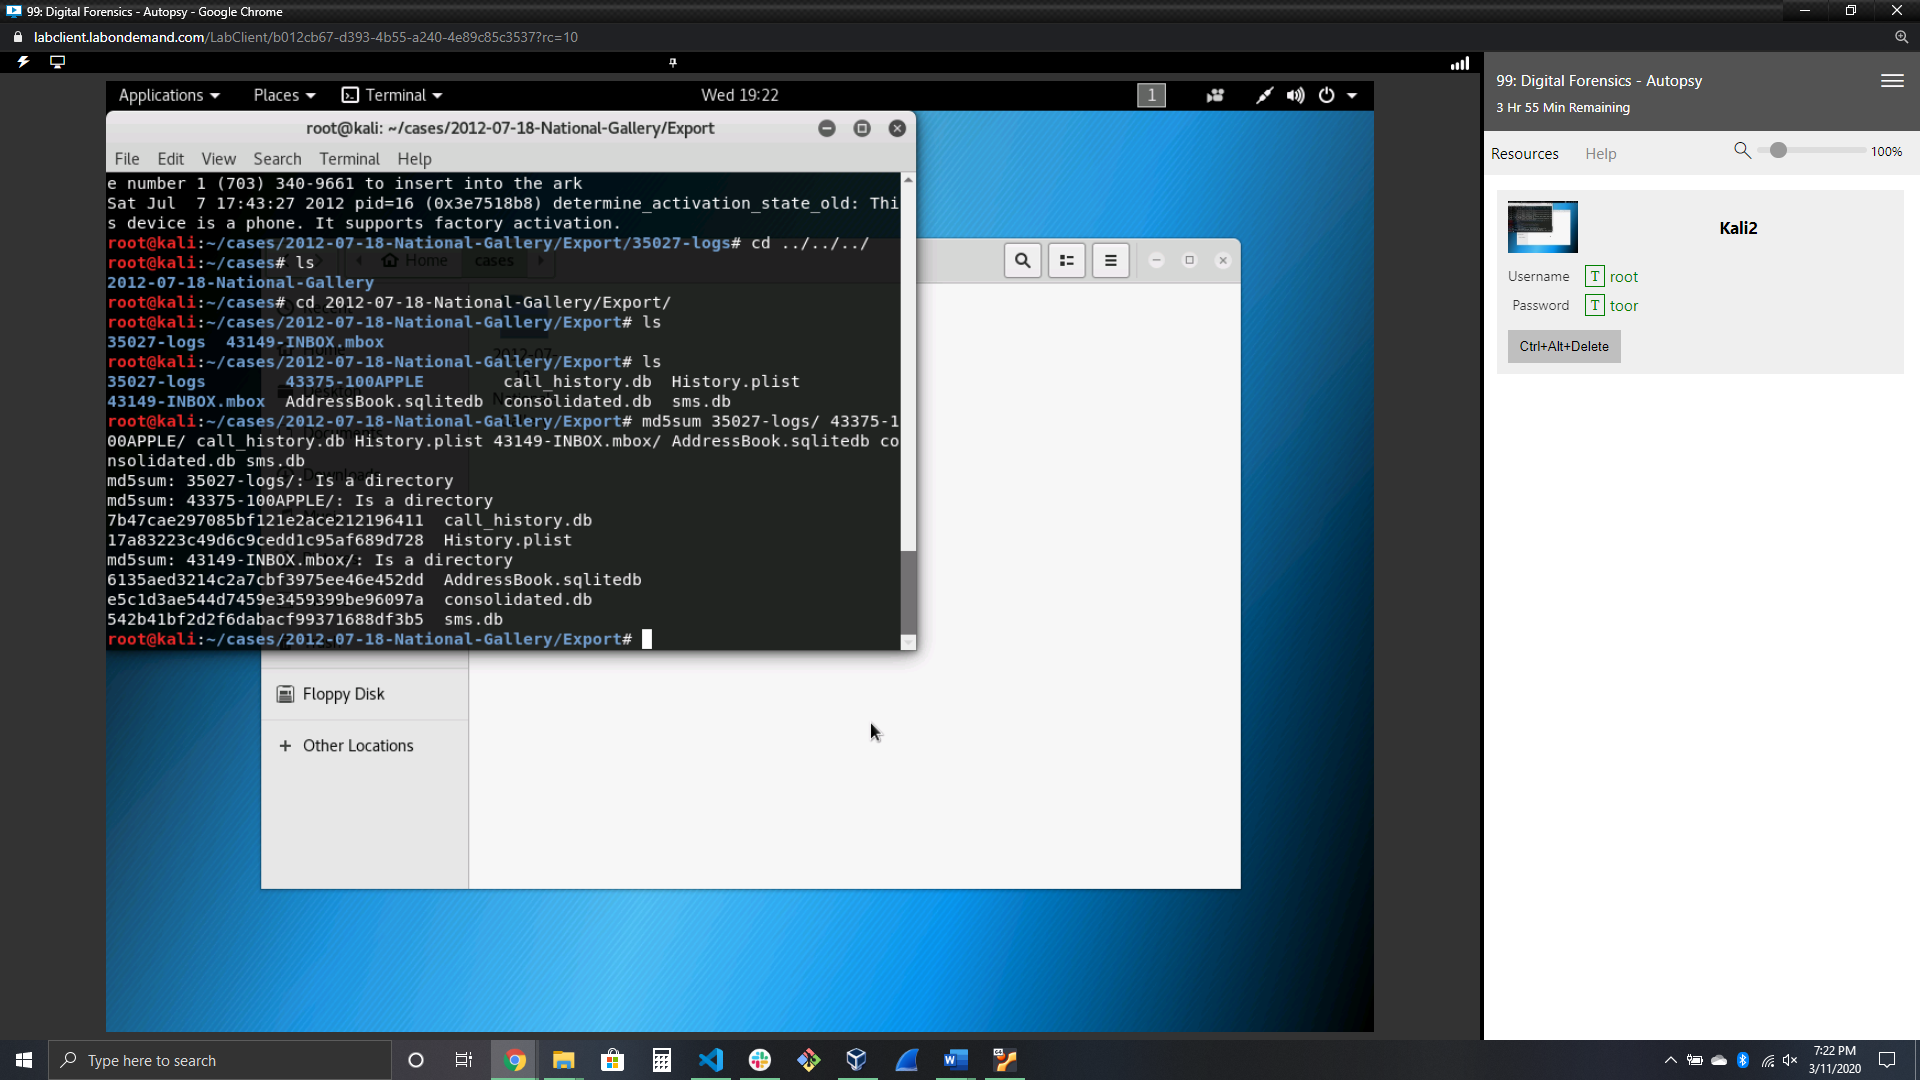 99: Digital Forensics - Autopsy - Google Chrome
labclient.labondemand.com/LabClient/b012cb67-d393-4b55-a240-4e89c85c3537?rc=10
Applications Places Terminal Wed 19:22 1
root@kali: ~/cases/2012-07-18-National-Gallery/Export
File Edit View Search Terminal Help
e number 1 (703) 340-9661 to insert into the ark
Sat Jul  7 17:43:27 2012 pid=16 (0x3e7518b8) determine_activation_state_old: Thi
s device is a phone. It supports factory activation.
root@kali:~/cases/2012-07-18-National-Gallery/Export/35027-logs# cd ../../../
root@kali:~/cases# ls
2012-07-18-National-Gallery
root@kali:~/cases# cd 2012-07-18-National-Gallery/Export/
root@kali:~/cases/2012-07-18-National-Gallery/Export# ls
35027-logs  43149-INBOX.mbox
root@kali:~/cases/2012-07-18-National-Gallery/Export# ls
35027-logs        43375-100APPLE        call_history.db  History.plist
43149-INBOX.mbox  AddressBook.sqlitedb  consolidated.db  sms.db
root@kali:~/cases/2012-07-18-National-Gallery/Export# md5sum 35027-logs/ 43375-1
00APPLE/ call_history.db History.plist 43149-INBOX.mbox/ AddressBook.sqlitedb co
nsolidated.db sms.db
md5sum: 35027-logs/: Is a directory
md5sum: 43375-100APPLE/: Is a directory
7b47cae297085bf121e2ace212196411  call_history.db
17a83223c49d6c9cedd1c95af689d728  History.plist
md5sum: 43149-INBOX.mbox/: Is a directory
6135aed3214c2a7cbf3975ee46e452dd  AddressBook.sqlitedb
e5c1d3ae544d7459e3459399be96097a  consolidated.db
542b41bf2d2f6dabacf99371688df3b5  sms.db
root@kali:~/cases/2012-07-18-National-Gallery/Export#
Home cases
Downloads
Floppy Disk
+ Other Locations
99: Digital Forensics - Autopsy
3 Hr 55 Min Remaining
Resources Help 100%
Kali2
Username T root
Password T toor
Ctrl+Alt+Delete
Type here to search
7:22 PM
3/11/2020